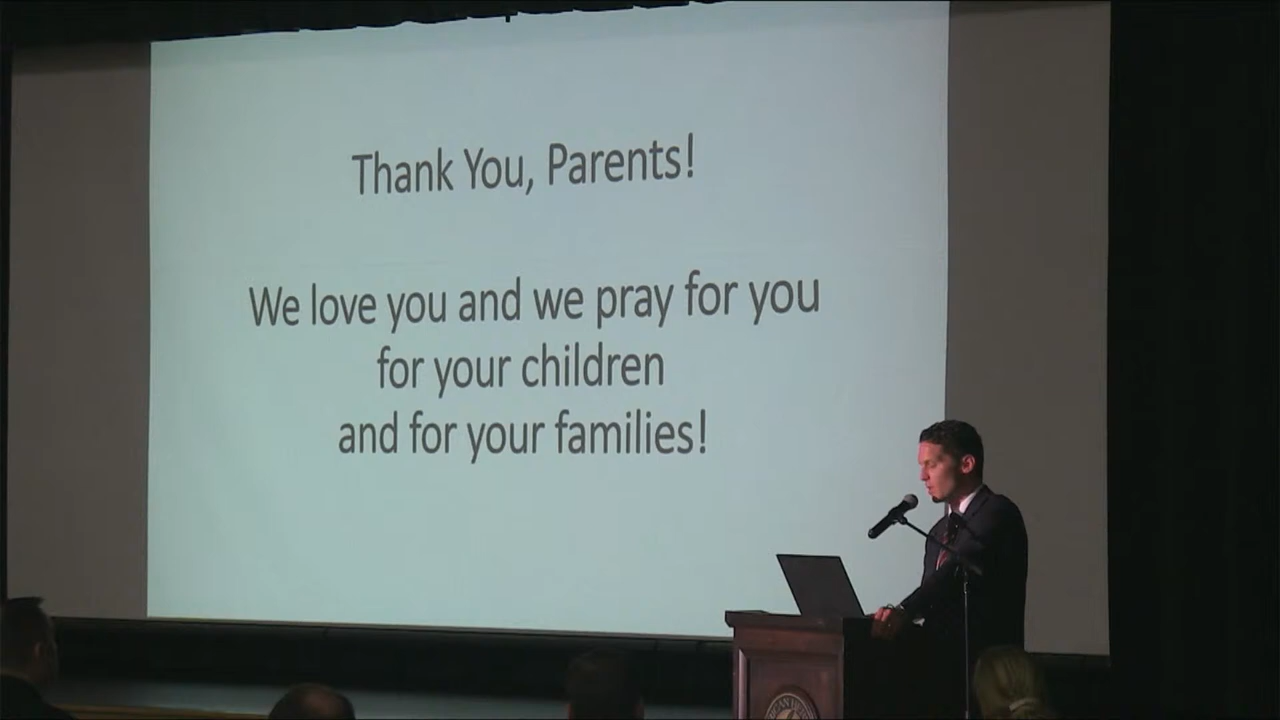 Thank You, Parents!
We love you and we pray for you
for your children
and for your families!